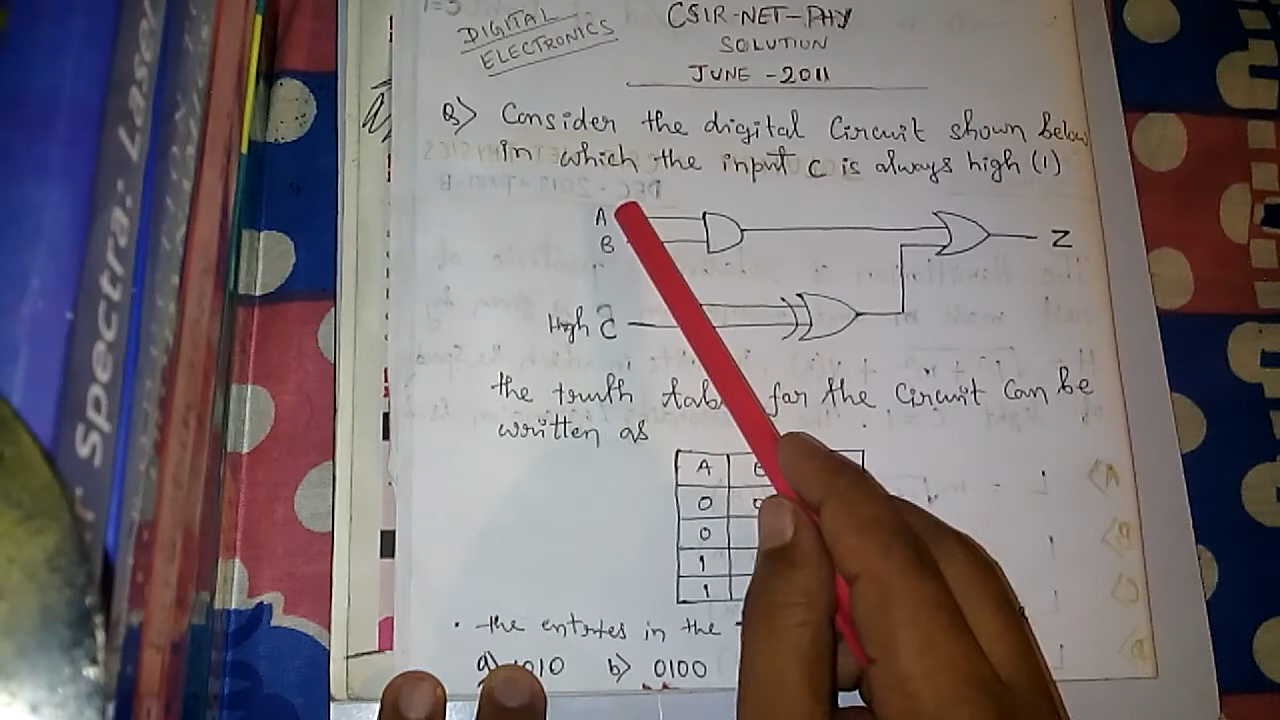 DIGITAL
ELECTRONICS
CSIR-NET-PHY
SOLUTION
JUNE - 2011
Q) Consider the digital Circuit shown below
in which the input C is always high (1)
A
B
Z
High C
the truth for the Circuit can be
written as
A
0
0
1
1
. the entries in the
a) 1010 b) 0100
Spectra: Laser